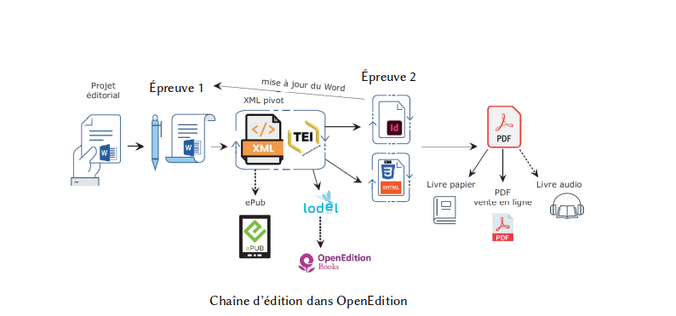 Projet
éditorial
Épreuve 1
mise à jour du Word
Épreuve 2
XML pivot
W
W
</>
XML
TEI
Id
CSS
XHTML
PDF
ePub
ePUB
lodel
OpenEdition
Books
Livre papier
PDF
vente en ligne
PDF
Livre audio
Chaîne d'édition dans OpenEdition